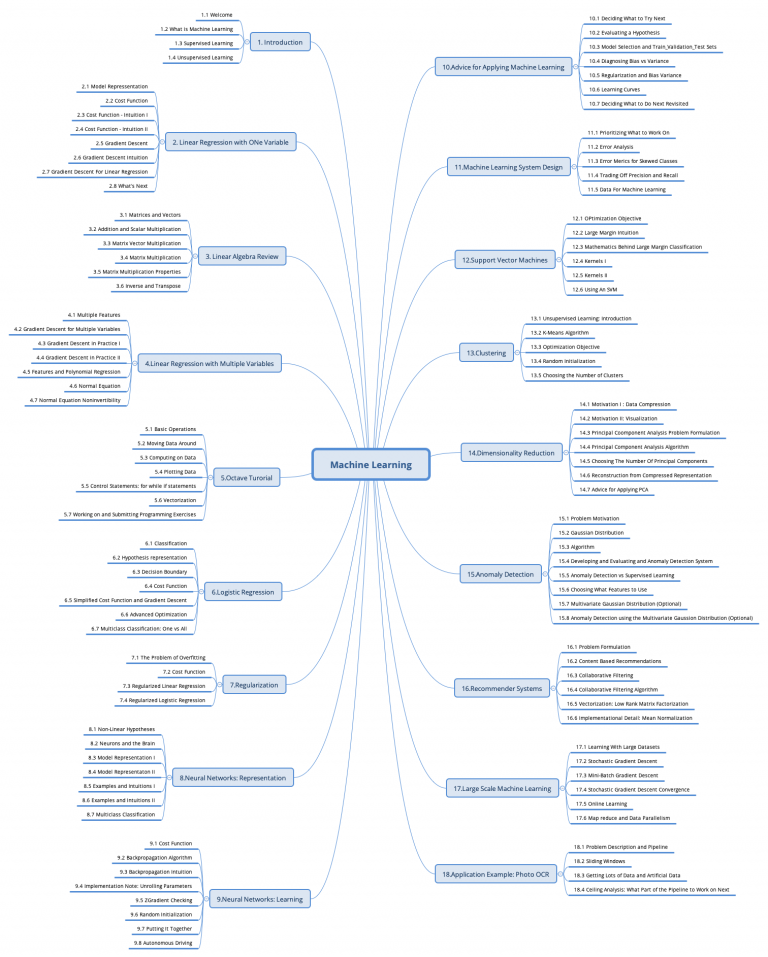 Machine Learning
1. Introduction
1.1 Welcome
1.2 What is Machine Learning
1.3 Supervised Learning
1.4 Unsupervised Learning
2. Linear Regression with ONe Variable
2.1 Model Repressentation
2.2 Cost Function
2.3 Cost Function - Intuition I
2.4 Cost Function - Intuition II
2.5 Gradient Descent
2.6 Gradient Descent Intuition
2.7 Gradient Descent For Linear Regression
2.8 What's Next
3. Linear Algebra Review
3.1 Matrices and Vectors
3.2 Addition and Scalar Multiplication
3.3 Matrix Vector Multiplication
3.4 Matrix Multiplication
3.5 Matrix Multiplication Properties
3.6 Inverse and Transpose
4.Linear Regression with Multiple Variables
4.1 Multiple Features
4.2 Gradient Descent for Multiple Variables
4.3 Gradient Descent in Practice I
4.4 Gradient Descent in Practice II
4.5 Features and Polynomial Regression
4.6 Normal Equation
4.7 Normal Equation Noninvertibility
5.Octave Turorial
5.1 Basic Operations
5.2 Moving Data Around
5.3 Computing on Data
5.4 Plotting Data
5.5 Control Statements: for while if statements
5.6 Vectorization
5.7 Working on and Submitting Programming Exercises
6.Logistic Regression
6.1 Classification
6.2 Hypothesis representation
6.3 Decision Boundary
6.4 Cost Function
6.5 Simplified Cost Function and Gradient Descent
6.6 Advanced Optimization
6.7 Multiclass Classification: One vs All
7.Regularization
7.1 The Problem of Overfitting
7.2 Cost Function
7.3 Regularized Linear Regression
7.4 Regularized Logistic Regression
8.Neural Networks: Representation
8.1 Non-Linear Hypotheses
8.2 Neurons and the Brain
8.3 Model Representation I
8.4 Model Representaton II
8.5 Examples and Intuitions I
8.6 Examples and Intuitions II
8.7 Multiclass Classification
9.Neural Networks: Learning
9.1 Cost Function
9.2 Backpropagation Algorithm
9.3 Backpropagation Intuition
9.4 Implementation Note: Unrolling Parameters
9.5 ZGradient Checking
9.6 Random Initialization
9.7 Putting It Together
9.8 Autonomous Driving
10.Advice for Applying Machine Learning
10.1 Deciding What to Try Next
10.2 Evaluating a Hypothesis
10.3 Model Selection and Train_Validation_Test Sets
10.4 Diagnosing Bias vs Variance
10.5 Regularization and Bias Variance
10.6 Learning Curves
10.7 Deciding What to Do Next Revisited
11.Machine Learning System Design
11.1 Prioritizing What to Work On
11.2 Error Analysis
11.3 Error Merics for Skewed Classes
11.4 Trading Off Precision and Recall
11.5 Data For Machine Learning
12.Support Vector Machines
12.1 OPtimization Objective
12.2 Large Margin Intuition
12.3 Mathematics Behind Large Margin Classification
12.4 Kernels I
12.5 Kernels II
12.6 Using An SVM
13.Clustering
13.1 Unsupervised Learning: Introduction
13.2 K-Means Algorithm
13.3 Optimization Objective
13.4 Random Initialization
13.5 Choosing the Number of Clusters
14.Dimensionality Reduction
14.1 Motivation I : Data Compression
14.2 Motivation II: Visualization
14.3 Principal Coomponent Analysis Problem Formulation
14.4 Principal Component Analysis Algorithm
14.5 Choosing The Number Of Principal Components
14.6 Reconstruction from Compressed Representation
14.7 Advice for Applying PCA
15.Anomaly Detection
15.1 Problem Motivation
15.2 Gaussian Distribution
15.3 Algorithm
15.4 Developing and Evaluating and Anomaly Detection System
15.5 Anomaly Detection vs Supervised Learning
15.6 Choosing What Features to Use
15.7 Multivariate Gaussian Distribution (Optional)
15.8 Anomaly Detection using the Multivariate Gaussion Distribution (Optional)
16.Recommender Systems
16.1 Problem Formulation
16.2 Content Based Recommendations
16.3 Collaborative Filtering
16.4 Collaborative Filtering Algorithm
16.5 Vectorization: Low Rank Matrix Factorization
16.6 Implementational Detail: Mean Normalization
17.Large Scale Machine Learning
17.1 Learning With Large Datasets
17.2 Stochastic Gradient Descent
17.3 Mini-Batch Gradient Descent
17.4 Stochastic Gradient Descent Convergence
17.5 Online Learning
17.6 Map reduce and Data Parallelism
18.Application Example: Photo OCR
18.1 Problem Description and Pipeline
18.2 Sliding Windows
18.3 Getting Lots of Data and Artificial Data
18.4 Ceiling Analysis: What Part of the Pipeline to Work on Next